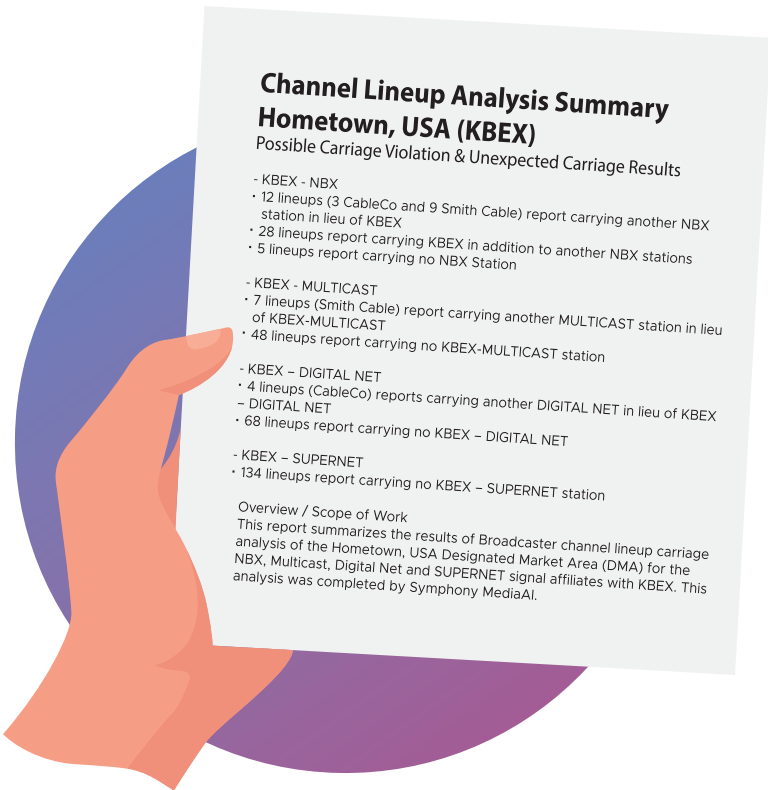 Channel Lineup Analysis Summary
Hometown, USA (KBEX)
Possible Carriage Violation & Unexpected Carriage Results
- KBEX - NBX
· 12 lineups (3 CableCo and 9 Smith Cable) report carrying another NBX
station in lieu of KBEX
· 28 lineups report carrying KBEX in addition to another NBX stations
· 5 lineups report carrying no NBX Station
- KBEX - MULTICAST
· 7 lineups (Smith Cable) report carrying another MULTICAST station in lieu
of KBEX-MULTICAST
· 48 lineups report carrying no KBEX-MULTICAST station
- KBEX – DIGITAL NET
· 4 lineups (CableCo) reports carrying another DIGITAL NET in lieu of KBEX
– DIGITAL NET
· 68 lineups report carrying no KBEX – DIGITAL NET
- KBEX – SUPERNET
· 134 lineups report carrying no KBEX – SUPERNET station
Overview / Scope of Work
This report summarizes the results of Broadcaster channel lineup carriage
analysis of the Hometown, USA Designated Market Area (DMA) for the
NBX, Multicast, Digital Net and SUPERNET signal affiliates with KBEX. This
analysis was completed by Symphony MediaAI.